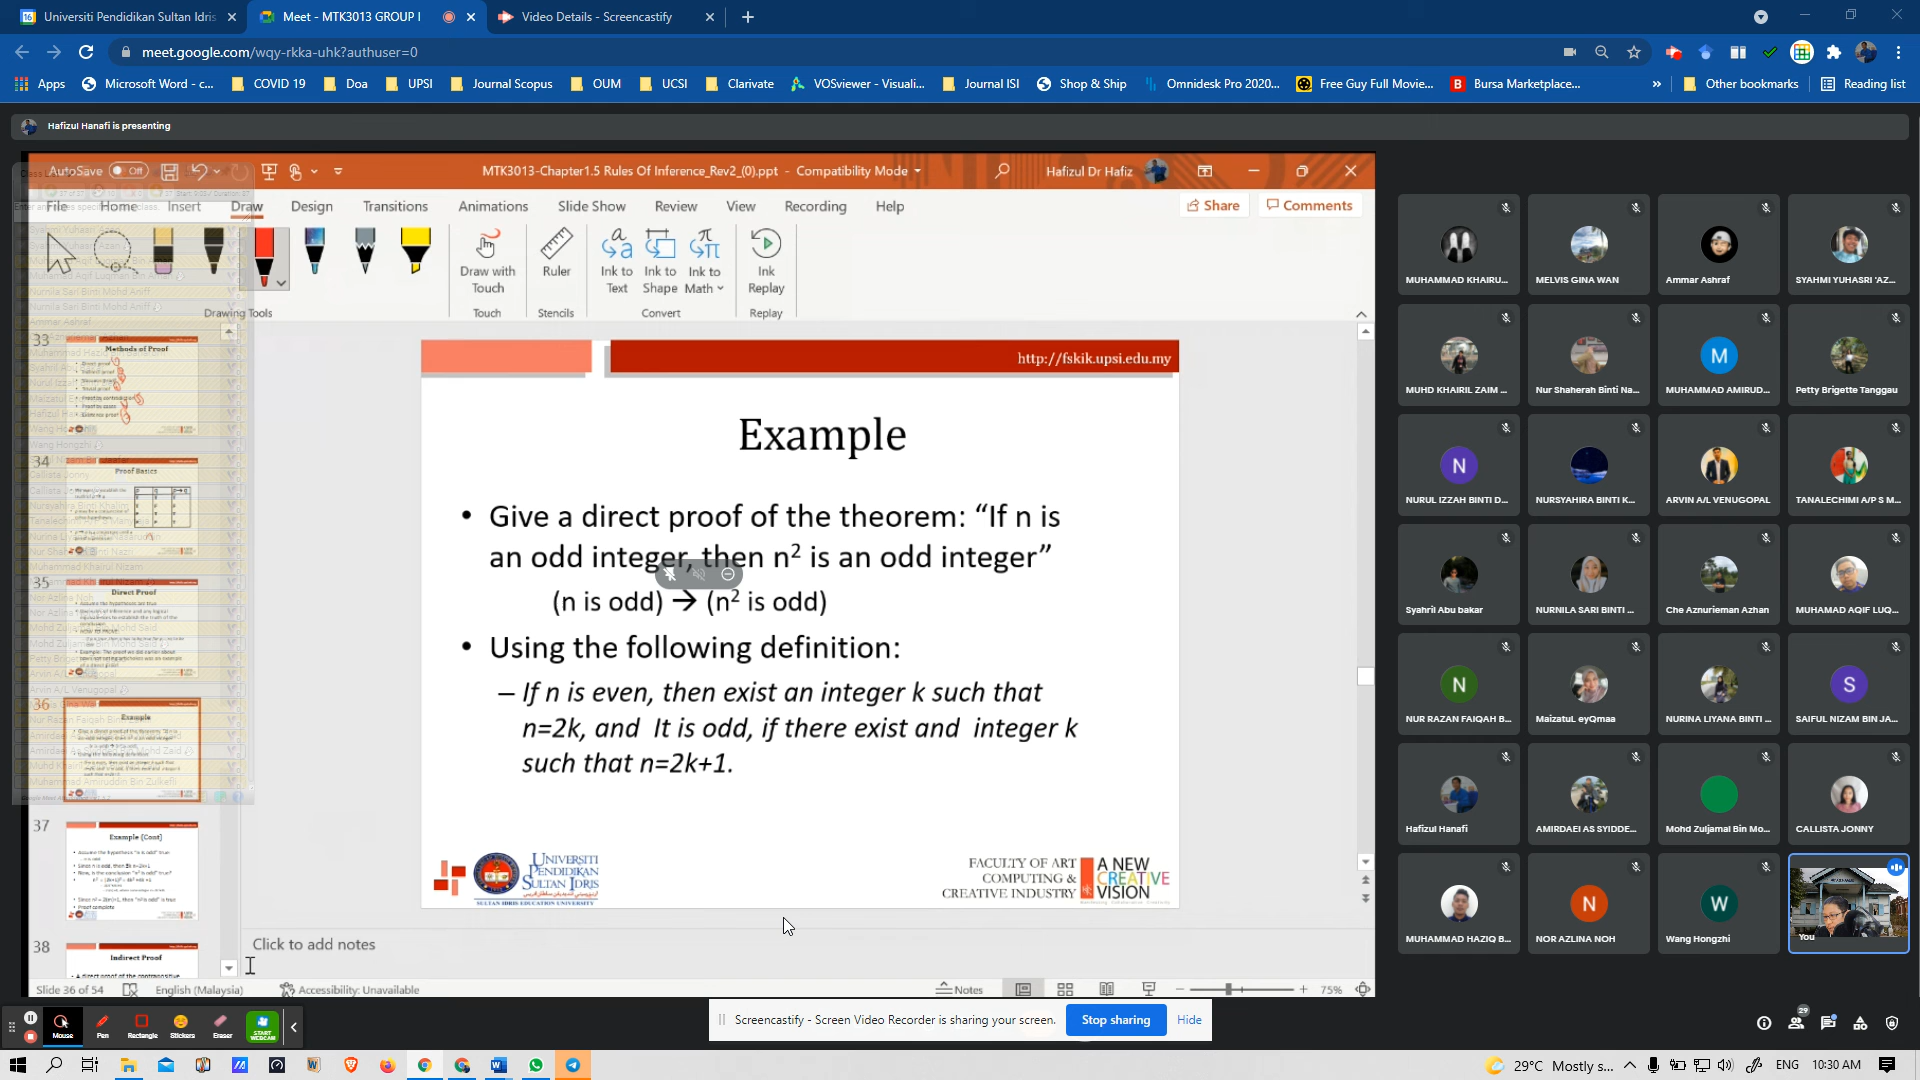 Universiti Pendidikan Sultan Idris
Meet - MTK3013 GROUP I
Video Details - Screencastify
meet.google.com/wqy-rkka-uhk?authuser=0
Apps
Microsoft Word - c...
COVID 19
Doa
UPSI
Journal Scopus
OUM
UCSI
Clarivate
VOSviewer - Visuali...
Journal ISI
Shop & Ship
Omnidesk Pro 2020...
Free Guy Full Movie...
Bursa Marketplace...
»
Other bookmarks
Reading list
Hafizul Hanafi is presenting
AutoSave
Off
MTK3013-Chapter1.5 Rules Of Inference_Rev2_(0).ppt - Compatibility Mode
Hafizul Dr Hafiz
File
Home
Insert
Draw
Design
Transitions
Animations
Slide Show
Review
View
Recording
Help
Share
Comments
Draw with Touch
Ruler
Ink to Text
Ink to Shape
Ink to Math
Ink Replay
Drawing Tools
Touch
Stencils
Convert
Replay
33
Methods of Proof
34
Proof Basics
35
Direct Proof
36
Example
37
Example (Cont)
38
Indirect Proof
http://fskik.upsi.edu.my
Example
• Give a direct proof of the theorem: “If n is
an odd integer, then n² is an odd integer”
(n is odd) → (n² is odd)
• Using the following definition:
– If n is even, then exist an integer k such that
n=2k, and It is odd, if there exist and integer k
such that n=2k+1.
UNIVERSITI
PENDIDIKAN
SULTAN IDRIS
SULTAN IDRIS EDUCATION UNIVERSITY
FACULTY OF ART
COMPUTING &
CREATIVE INDUSTRY
A NEW
CREATIVE
VISION
Click to add notes
Slide 36 of 54
English (Malaysia)
Accessibility: Unavailable
Notes
75%
MUHAMMAD KHAIRU...
MELVIS GINA WAN
Ammar Ashraf
SYAHMI YUHASRI 'AZ...
MUHD KHAIRIL ZAIM ...
Nur Shaherah Binti Na...
M
MUHAMMAD AMIRUD...
Petty Brigette Tanggau
N
NURUL IZZAH BINTI D...
NURSYAHIRA BINTI K...
ARVIN A/L VENUGOPAL
TANALECHIMI A/P S M...
Syahril Abu bakar
NURNILA SARI BINTI ...
Che Aznurieman Azhan
MUHAMAD AQIF LUQ...
N
NUR RAZAN FAIQAH B...
MaizatuL eyQmaa
NURINA LIYANA BINTI ...
S
SAIFUL NIZAM BIN JA...
Hafizul Hanafi
AMIRDAEI AS SYIDDE...
Mohd Zuljamal Bin Mo...
CALLISTA JONNY
MUHAMMAD HAZIQ B...
N
NOR AZLINA NOH
W
Wang Hongzhi
You
Mouse
Pen
Rectangle
Stickers
Eraser
START WEBCAM
Screencastify - Screen Video Recorder is sharing your screen.
Stop sharing
Hide
29
29°C Mostly s...
ENG
10:30 AM